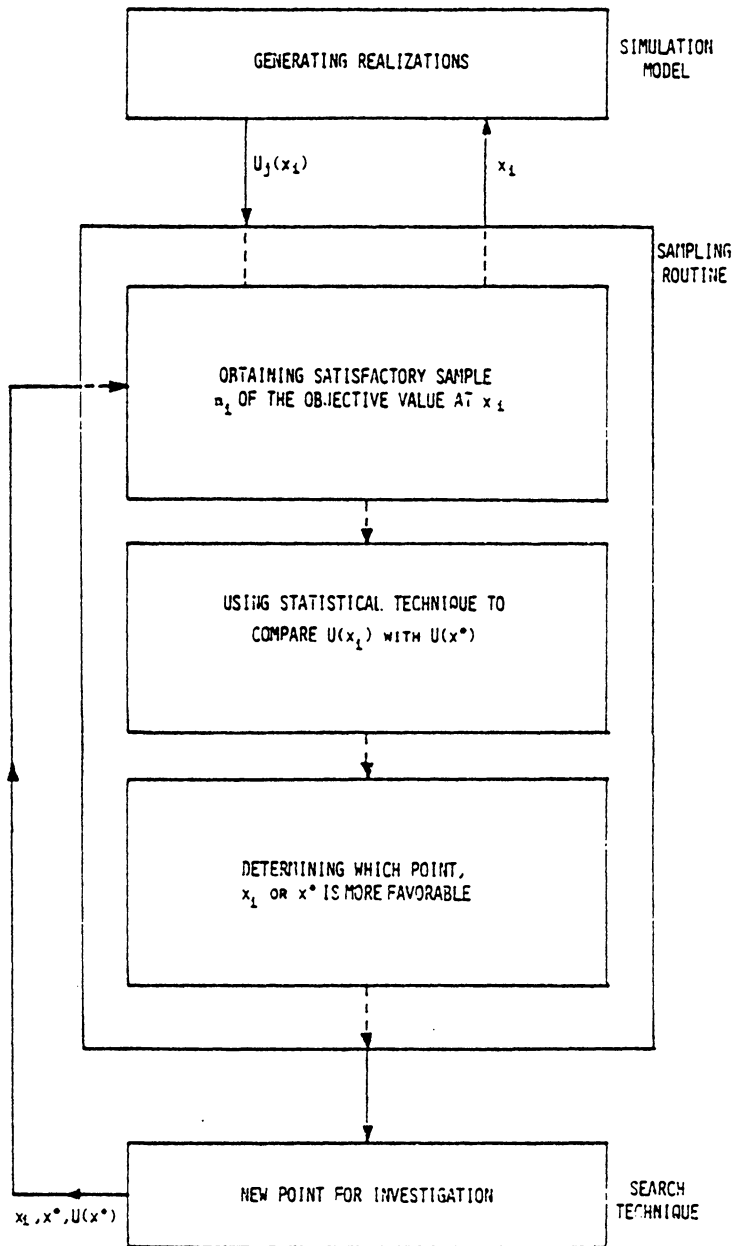 GENERATING REALIZATIONS
SIMULATION
MODEL
Uj(xi)
xi
SAMPLING
ROUTINE
OBTAINING SATISFACTORY SAMPLE
ni OF THE OBJECTIVE VALUE AT xi
USING STATISTICAL TECHNIQUE TO
COMPARE U(xi) WITH U(x*)
DETERMINING WHICH POINT,
xi OR x* IS MORE FAVORABLE
NEW POINT FOR INVESTIGATION
SEARCH
TECHNIQUE
xi,x*,U(x*)